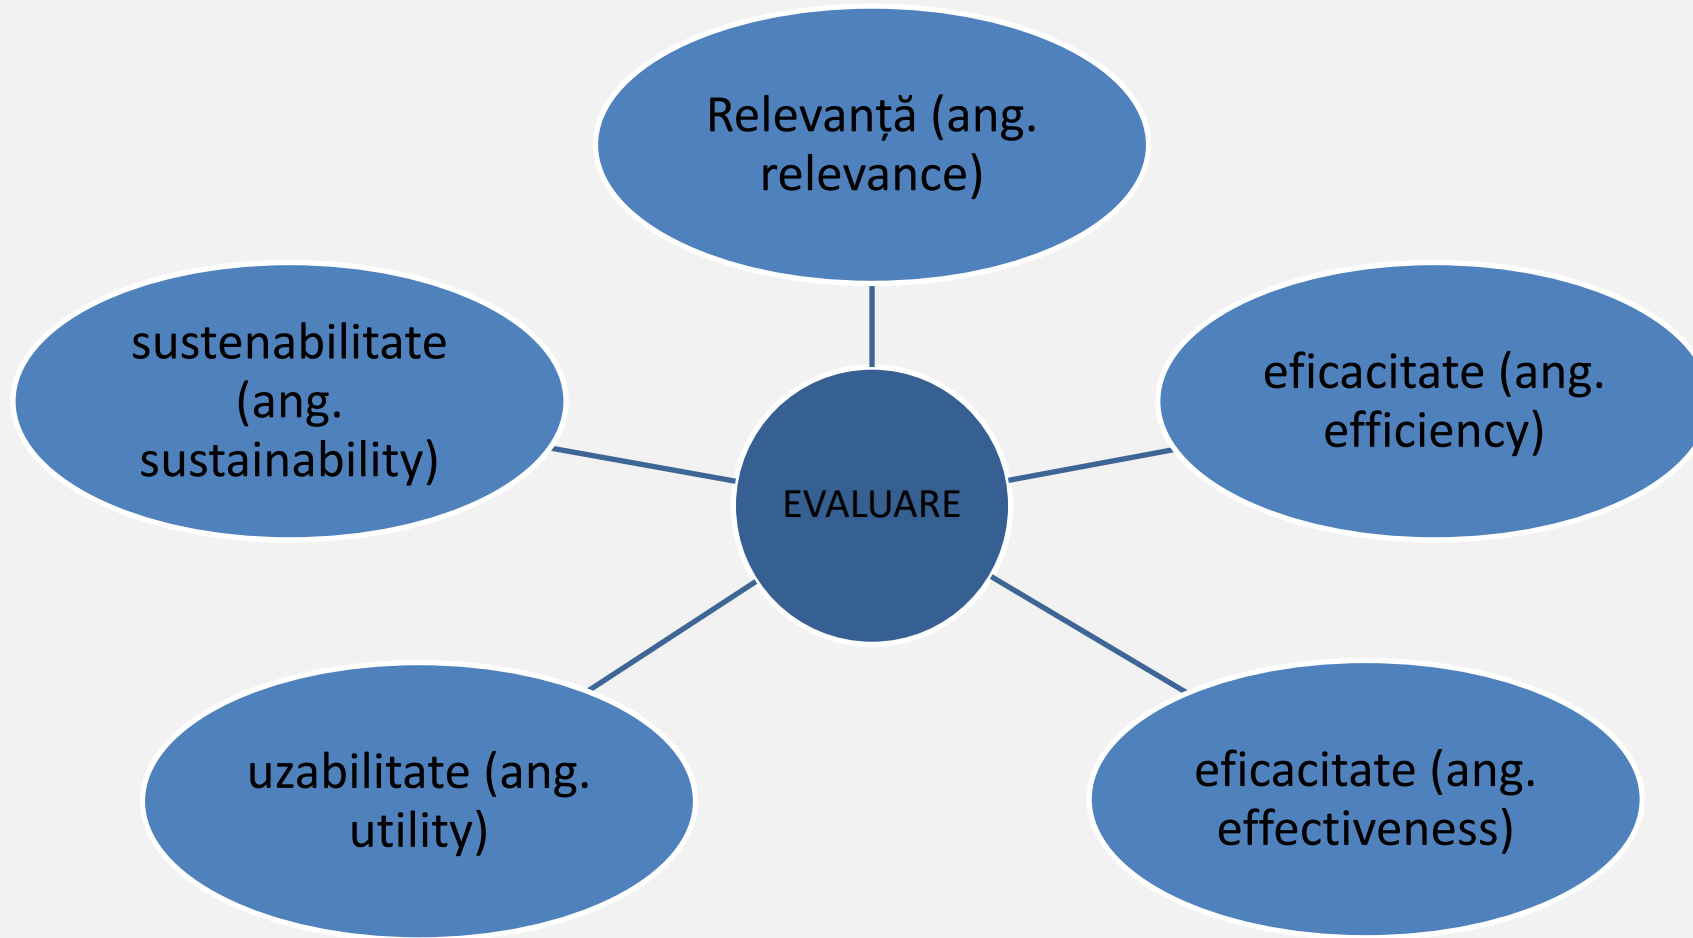 Relevanță (ang.
relevance)
sustenabilitate
(ang.
sustainability)
eficacitate (ang.
efficiency)
EVALUARE
uzabilitate (ang.
utility)
eficacitate (ang.
effectiveness)